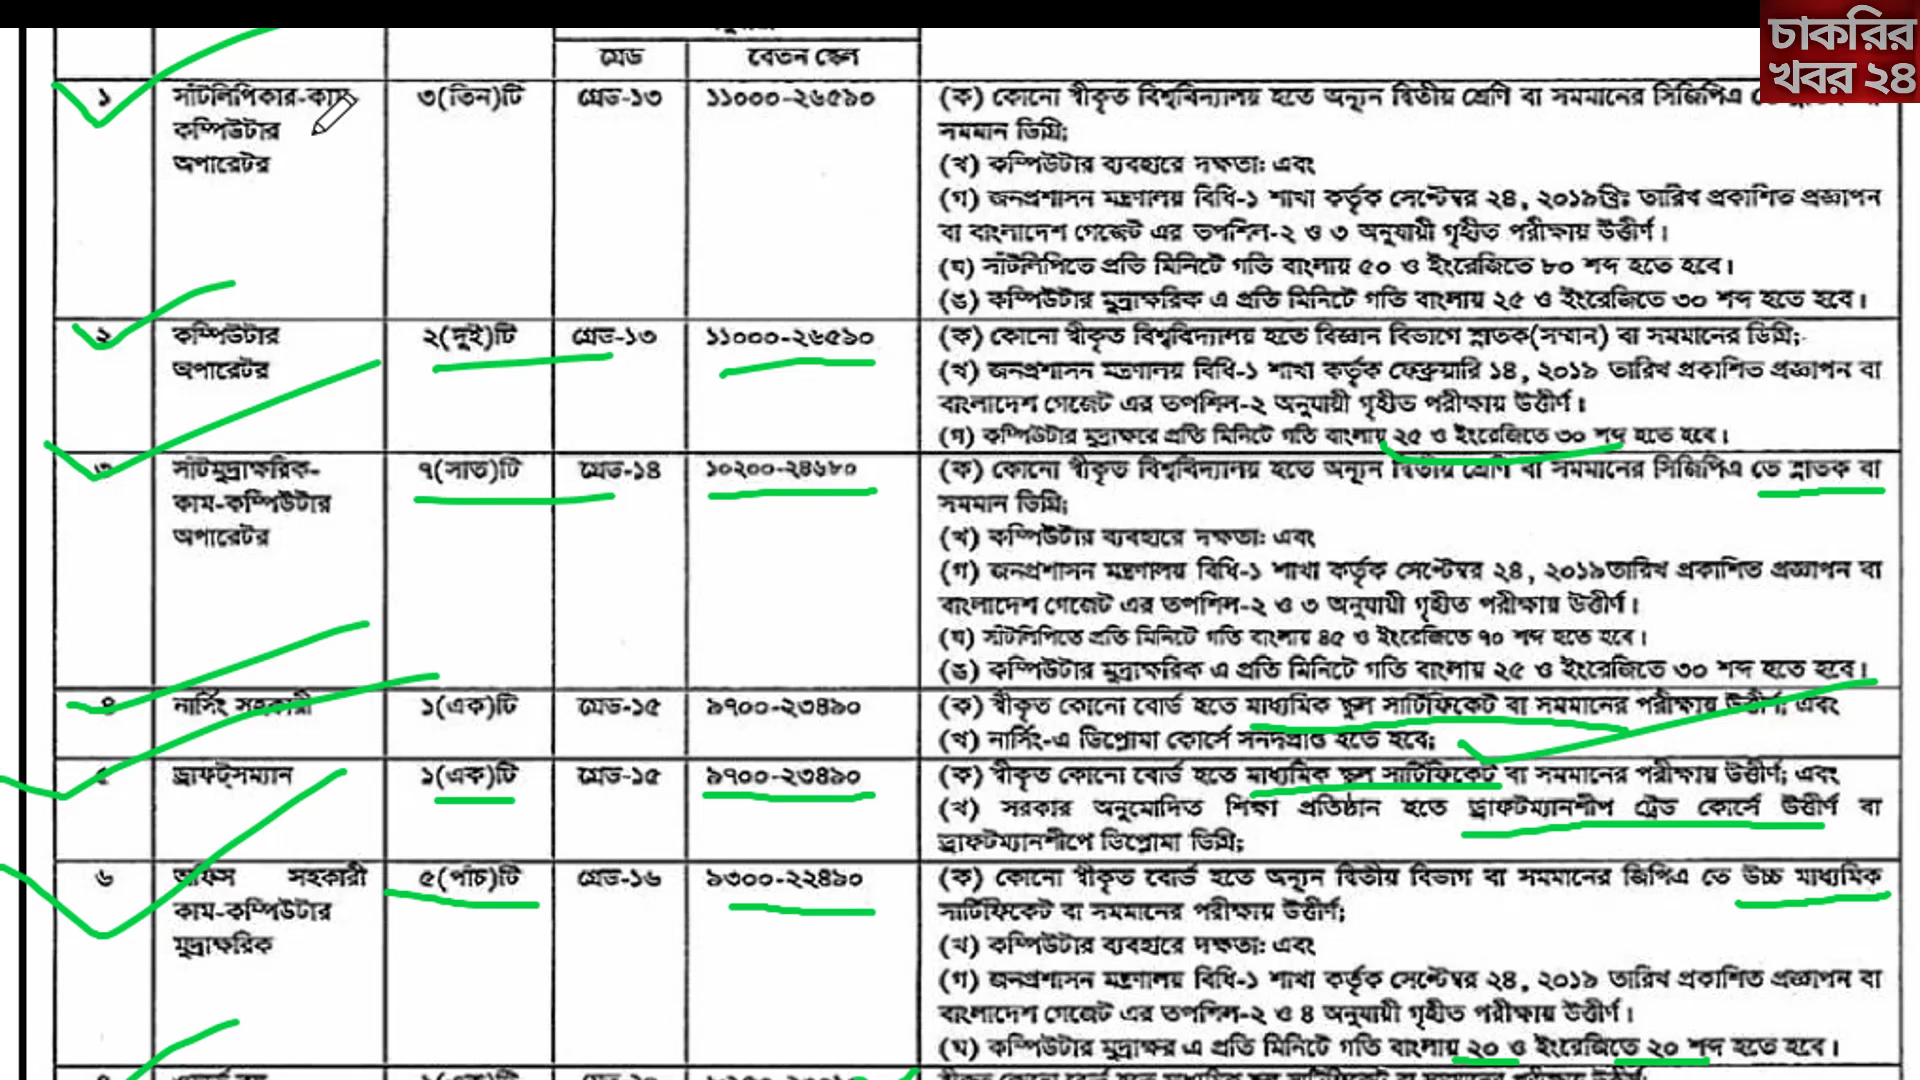 চাকরির
খবর ২৪
গ্রেড
বেতন স্কেল
১
সাঁটলিপিকার-কাম
কম্পিউটার
অপারেটর
৩(তিন)টি
গ্রেড-১৩
১১০০০-২৬৫৯০
(ক) কোনো স্বীকৃত বিশ্ববিদ্যালয় হতে অন্যূন দ্বিতীয় শ্রেণি বা সমমানের সিজিপিএ
সমমান ডিগ্রি;
(খ) কম্পিউটার ব্যবহারে দক্ষতা: এবং
(গ) জনপ্রশাসন মন্ত্রণালয় বিধি-১ শাখা কর্তৃক সেপ্টেম্বর ২৪, ২০১৯খ্রিঃ তারিখ প্রকাশিত প্রজ্ঞাপন
বা বাংলাদেশ গেজেট এর তপশিল-২ ও ৩ অনুযায়ী গৃহীত পরীক্ষায় উত্তীর্ণ।
(ঘ) সাঁটলিপিতে প্রতি মিনিটে গতি বাংলায় ৫০ ও ইংরেজিতে ৮০ শব্দ হতে হবে।
(ঙ) কম্পিউটার মুদ্রাক্ষরিক এ প্রতি মিনিটে গতি বাংলায় ২৫ ও ইংরেজিতে ৩০ শব্দ হতে হবে।
২
কম্পিউটার
অপারেটর
২(দুই)টি
গ্রেড-১৩
১১০০০-২৬৫৯০
(ক) কোনো স্বীকৃত বিশ্ববিদ্যালয় হতে বিজ্ঞান বিভাগে স্নাতক(সম্মান) বা সমমানের ডিগ্রি;
(খ) জনপ্রশাসন মন্ত্রণালয় বিধি-১ শাখা কর্তৃক ফেব্রুয়ারি ১৪, ২০১৯ তারিখ প্রকাশিত প্রজ্ঞাপন বা
বাংলাদেশ গেজেট এর তপশিল-২ অনুযায়ী গৃহীত পরীক্ষায় উত্তীর্ণ।
(গ) কম্পিউটার মুদ্রাক্ষরে প্রতি মিনিটে গতি বাংলায় ২৫ ও ইংরেজিতে ৩০ শব্দ হতে হবে।
৩
সাঁটমুদ্রাক্ষরিক-
কাম-কম্পিউটার
অপারেটর
৭(সাত)টি
গ্রেড-১৪
১০২০০-২৪৬৮০
(ক) কোনো স্বীকৃত বিশ্ববিদ্যালয় হতে অন্যূন দ্বিতীয় শ্রেণি বা সমমানের সিজিপিএ তে স্নাতক বা
সমমান ডিগ্রি;
(খ) কম্পিউটার ব্যবহারে দক্ষতা: এবং
(গ) জনপ্রশাসন মন্ত্রণালয় বিধি-১ শাখা কর্তৃক সেপ্টেম্বর ২৪, ২০১৯তারিখ প্রকাশিত প্রজ্ঞাপন বা
বাংলাদেশ গেজেট এর তপশিল-২ ও ৩ অনুযায়ী গৃহীত পরীক্ষায় উত্তীর্ণ।
(ঘ) সাঁটলিপিতে প্রতি মিনিটে গতি বাংলায় ৪৫ ও ইংরেজিতে ৭০ শব্দ হতে হবে।
(ঙ) কম্পিউটার মুদ্রাক্ষরিক এ প্রতি মিনিটে গতি বাংলায় ২৫ ও ইংরেজিতে ৩০ শব্দ হতে হবে।
৪
নার্সিং সহকারী
১(এক)টি
গ্রেড-১৫
৯৭০০-২৩৪৯০
(ক) স্বীকৃত কোনো বোর্ড হতে মাধ্যমিক স্কুল সার্টিফিকেট বা সমমানের পরীক্ষায় উত্তীর্ণ; এবং
(খ) নার্সিং-এ ডিপ্লোমা কোর্সে সনদপ্রাপ্ত হতে হবে;
৫
ড্রাফট্সম্যান
১(এক)টি
গ্রেড-১৫
৯৭০০-২৩৪৯০
(ক) স্বীকৃত কোনো বোর্ড হতে মাধ্যমিক স্কুল সার্টিফিকেট বা সমমানের পরীক্ষায় উত্তীর্ণ; এবং
(খ) সরকার অনুমোদিত শিক্ষা প্রতিষ্ঠান হতে ড্রাফটম্যানশীপ ট্রেড কোর্সে উত্তীর্ণ বা
ড্রাফটম্যানশীপে ডিপ্লোমা ডিগ্রি;
৬
অফিস সহকারী
কাম-কম্পিউটার
মুদ্রাক্ষরিক
৫(পাঁচ)টি
গ্রেড-১৬
৯৩০০-২২৪৯০
(ক) কোনো স্বীকৃত বোর্ড হতে অন্যূন দ্বিতীয় বিভাগ বা সমমানের জিপিএ তে উচ্চ মাধ্যমিক
সার্টিফিকেট বা সমমানের পরীক্ষায় উত্তীর্ণ;
(খ) কম্পিউটার ব্যবহারে দক্ষতা: এবং
(গ) জনপ্রশাসন মন্ত্রণালয় বিধি-১ শাখা কর্তৃক সেপ্টেম্বর ২৪, ২০১৯ তারিখ প্রকাশিত প্রজ্ঞাপন বা
বাংলাদেশ গেজেট এর তপশিল-২ ও ৪ অনুযায়ী গৃহীত পরীক্ষায় উত্তীর্ণ।
(ঘ) কম্পিউটার মুদ্রাক্ষর এ প্রতি মিনিটে গতি বাংলায় ২০ ও ইংরেজিতে ২০ শব্দ হতে হবে।